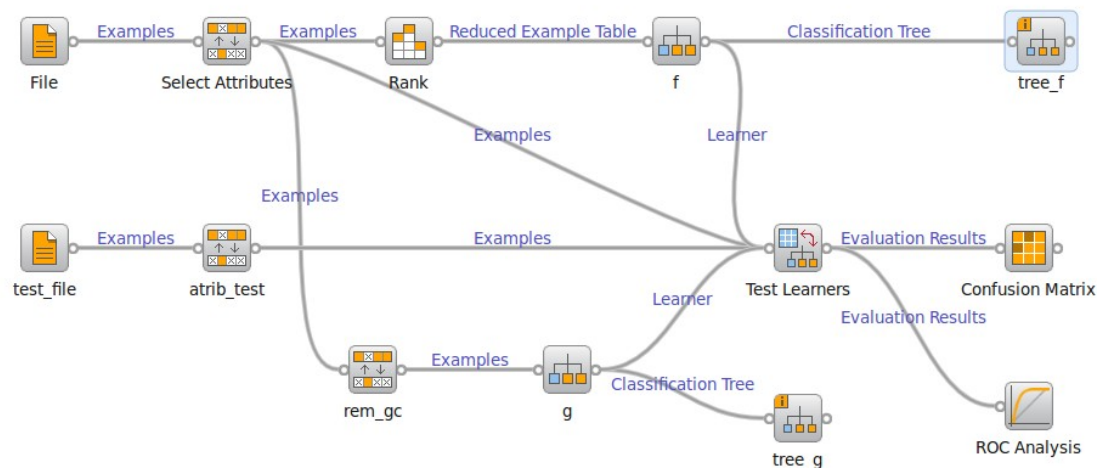 Examples
Examples
Reduced Example Table
Classification Tree
File
Select Attributes
Rank
f
tree_f
Examples
Learner
Examples
Examples
Examples
Evaluation Results
test_file
atrib_test
Test Learners
Confusion Matrix
Learner
Evaluation Results
Examples
Classification Tree
rem_gc
g
tree_g
ROC Analysis